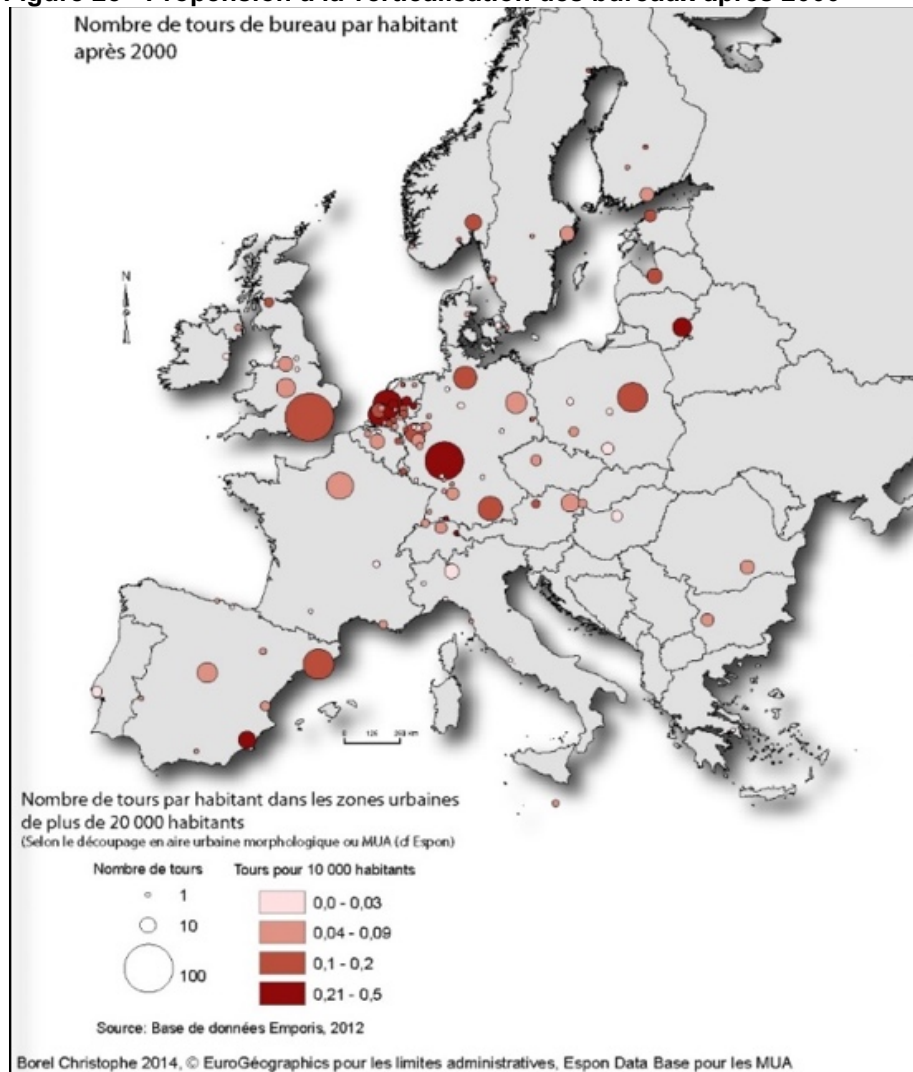 Nombre de tours de bureau par habitant
après 2000
N
0 125 250 km
Nombre de tours par habitant dans les zones urbaines
de plus de 20 000 habitants
(Selon le découpage en aire urbaine morphologique ou MUA (cf Espon)
Nombre de tours
1
10
100
Tours pour 10 000 habitants
0,0 - 0,03
0,04 - 0,09
0,1 - 0,2
0,21 - 0,5
Source: Base de données Emporis, 2012
Borel Christophe 2014, © EuroGéographics pour les limites administratives, Espon Data Base pour les MUA